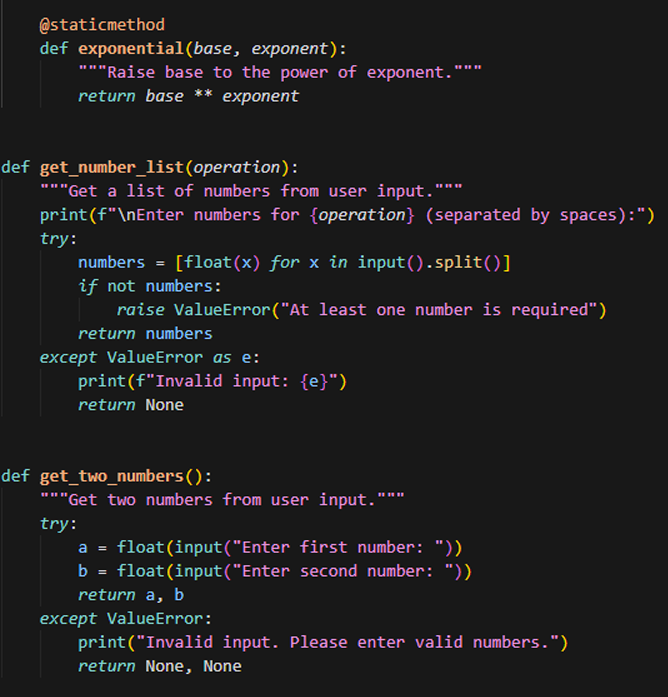 @staticmethod
def exponential(base, exponent):
"""Raise base to the power of exponent."""
return base ** exponent
def get_number_list(operation):
"""Get a list of numbers from user input."""
print(f"\nEnter numbers for {operation} (separated by spaces):")
try:
numbers = [float(x) for x in input().split()]
if not numbers:
raise ValueError("At least one number is required")
return numbers
except ValueError as e:
print(f"Invalid input: {e}")
return None
def get_two_numbers():
"""Get two numbers from user input."""
try:
a = float(input("Enter first number: "))
b = float(input("Enter second number: "))
return a, b
except ValueError:
print("Invalid input. Please enter valid numbers.")
return None, None